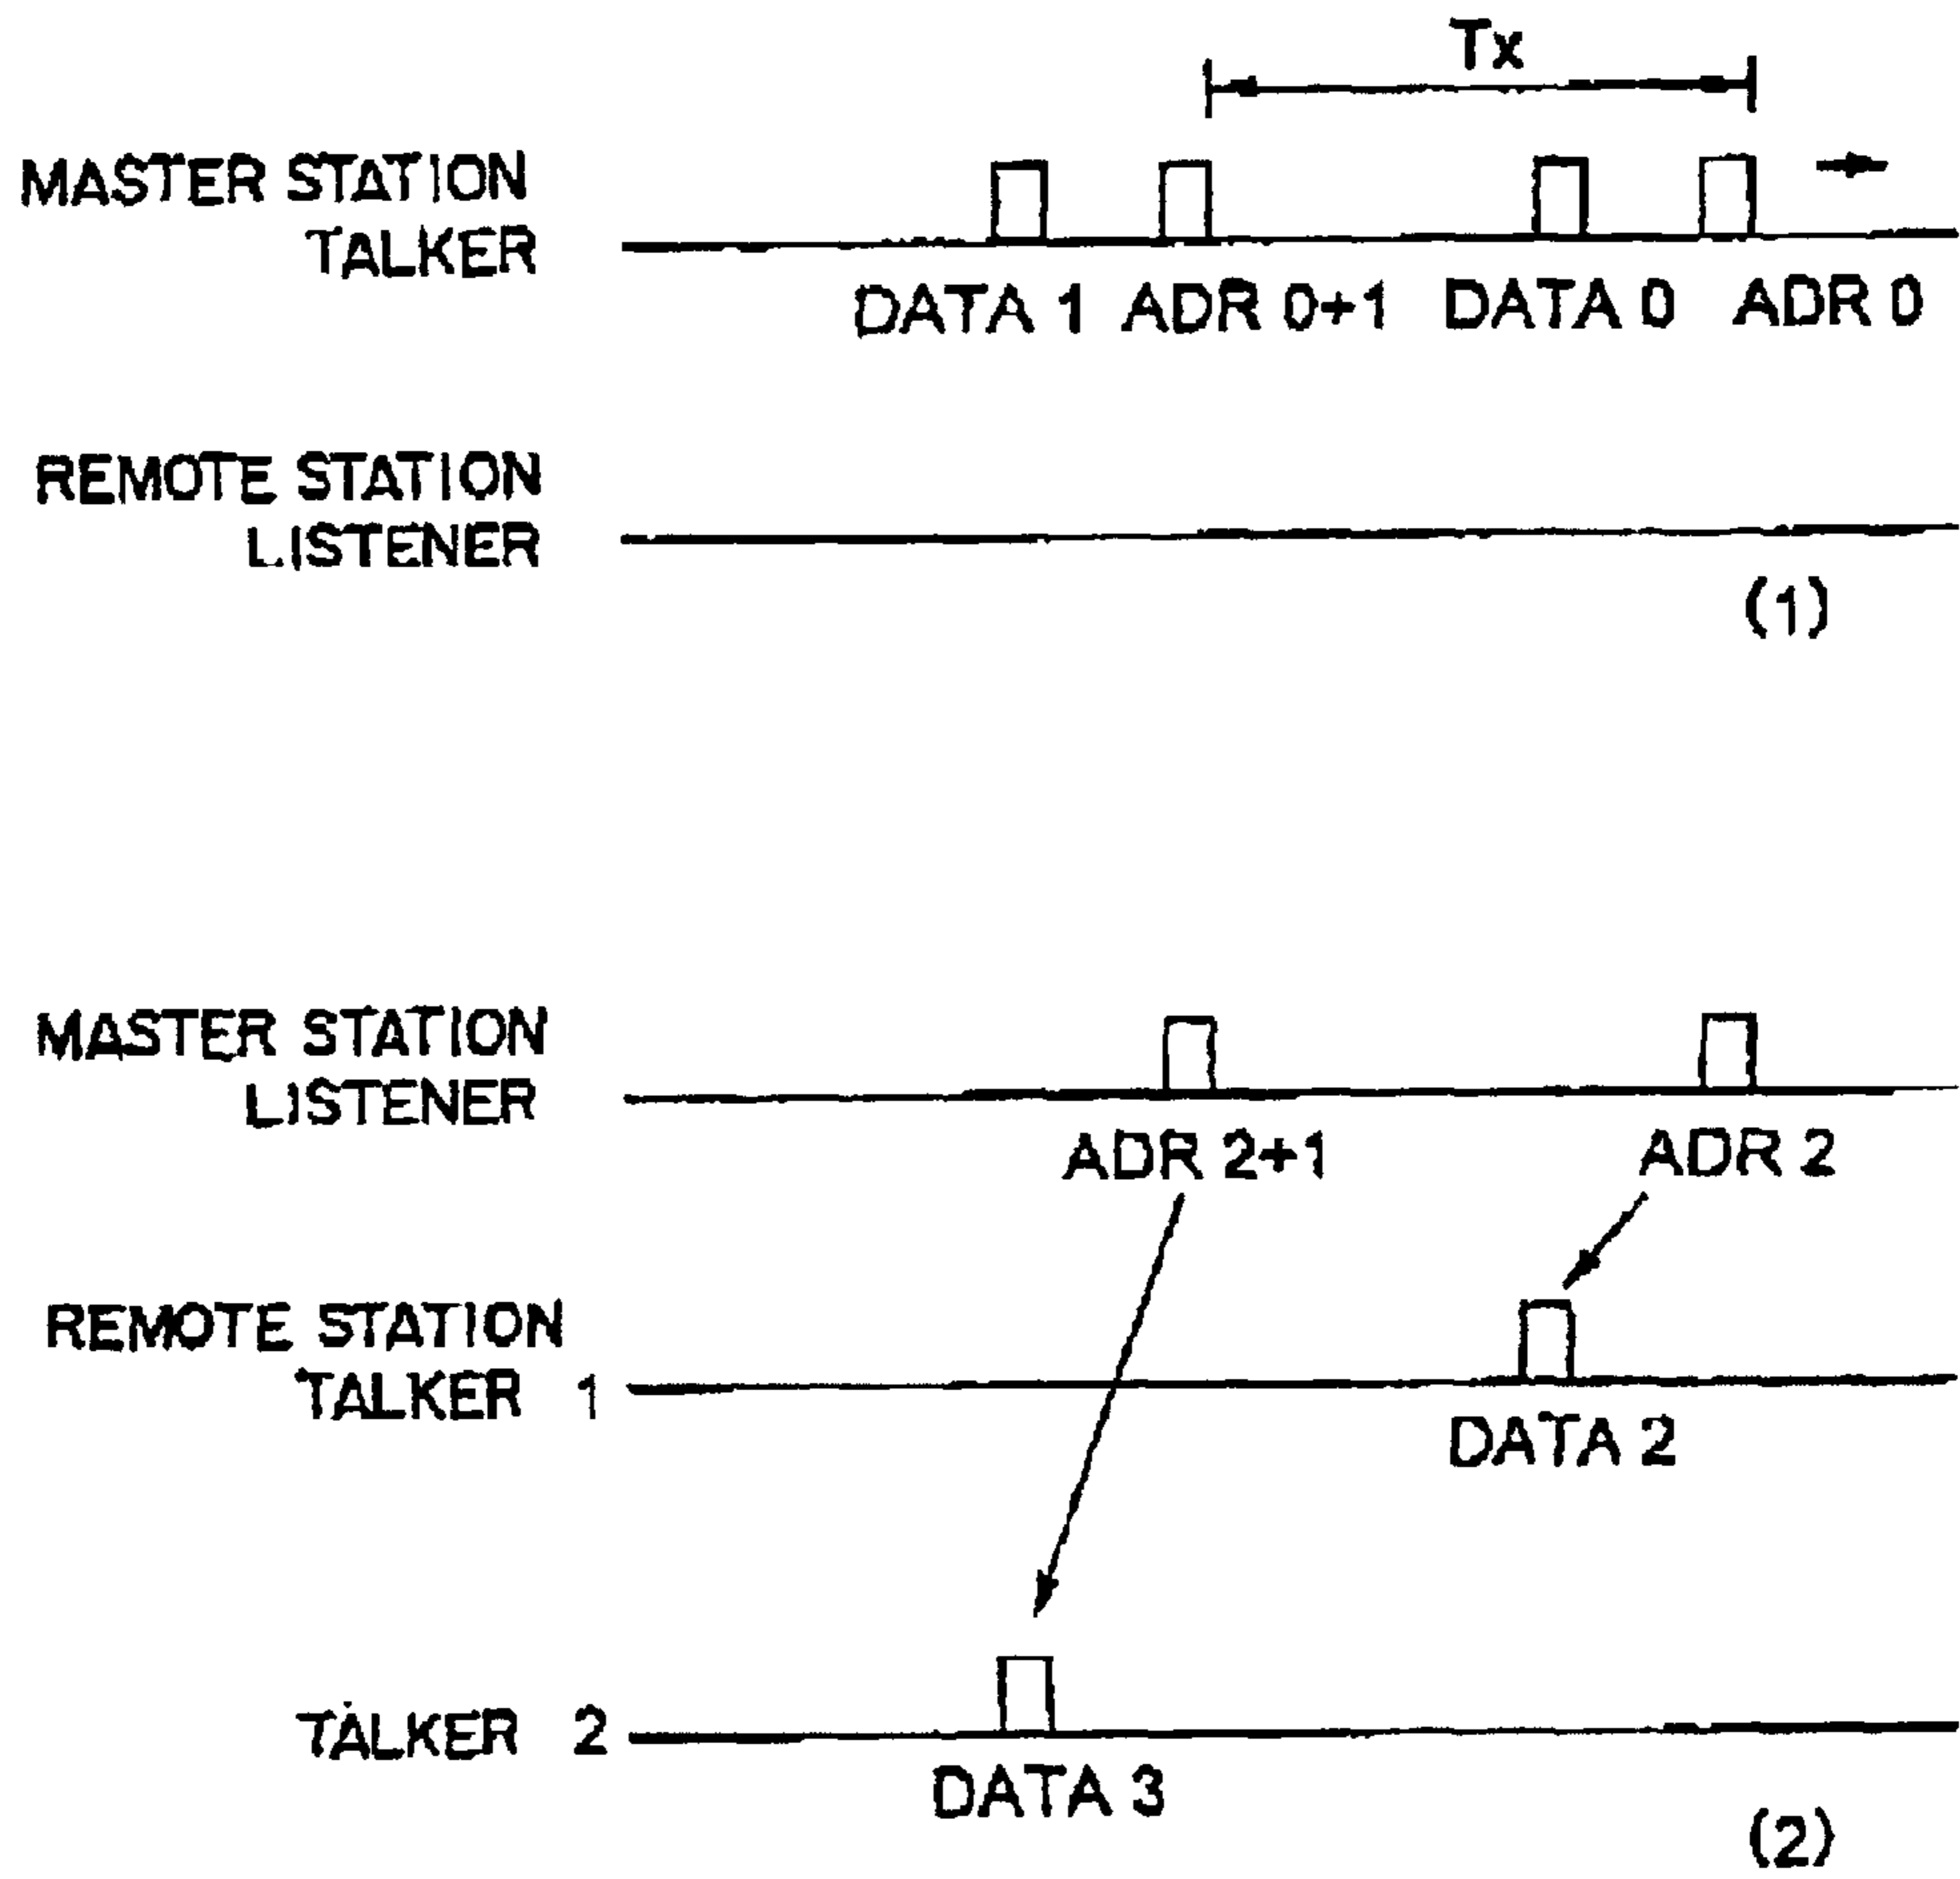 Tx
MASTER STATION
TALKER
DATA 1 ADR 0+1 DATA 0 ADR 0
REMOTE STATION
LISTENER
(1)
MASTER STATION
LISTENER
ADR 2+1 ADR 2
REMOTE STATION
TALKER 1
DATA 2
TALKER 2
DATA 3
(2)